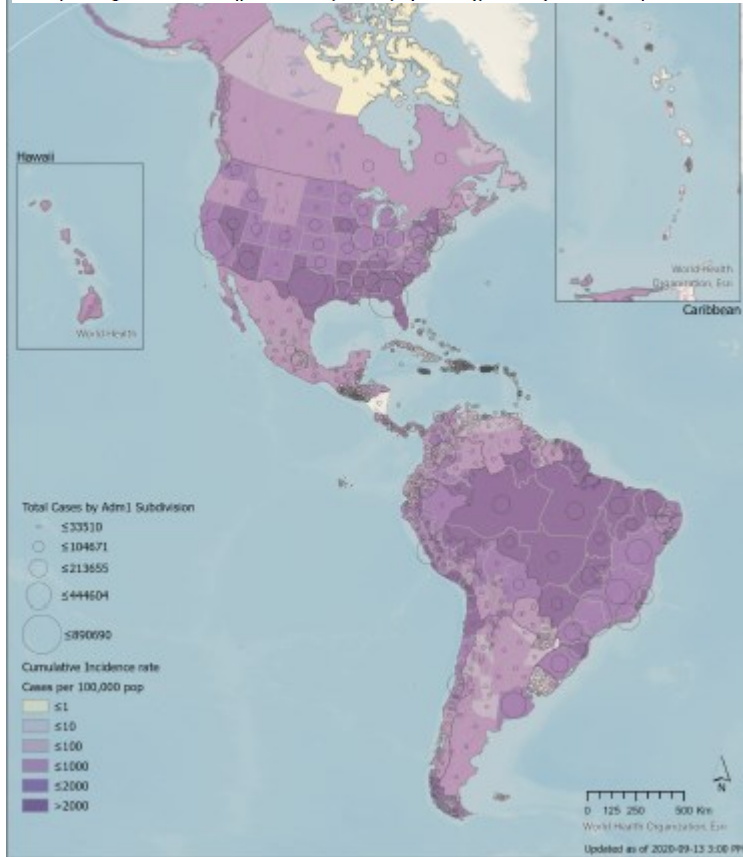 Hawaii
World Health
World Health
Organization, Esri
Caribbean
Total Cases by Adm1 Subdivision
≤33510
≤104671
≤213655
≤444604
≤890690
Cumulative Incidence rate
Cases per 100,000 pop
≤1
≤10
≤100
≤1000
≤2000
>2000
N
0 125 250 500 Km
World Health Organization, Esri
Updated as of 2020-09-13 3:00 PM